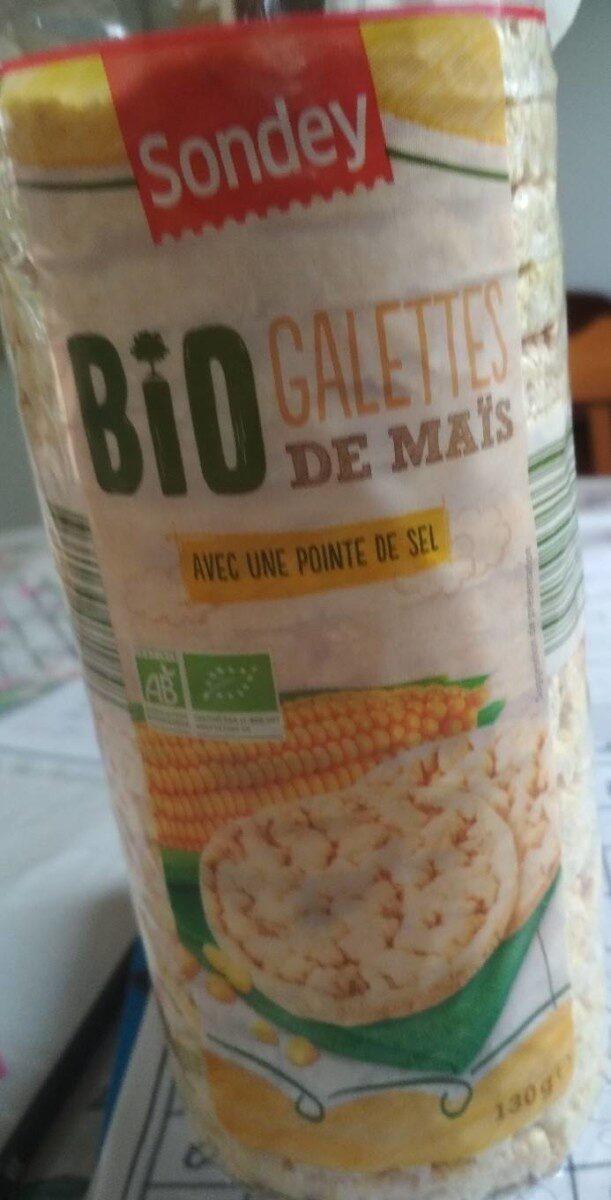 Sondey
BIO
GALETTES
DE MAÏS
AVEC UNE POINTE DE SEL
AB
130g